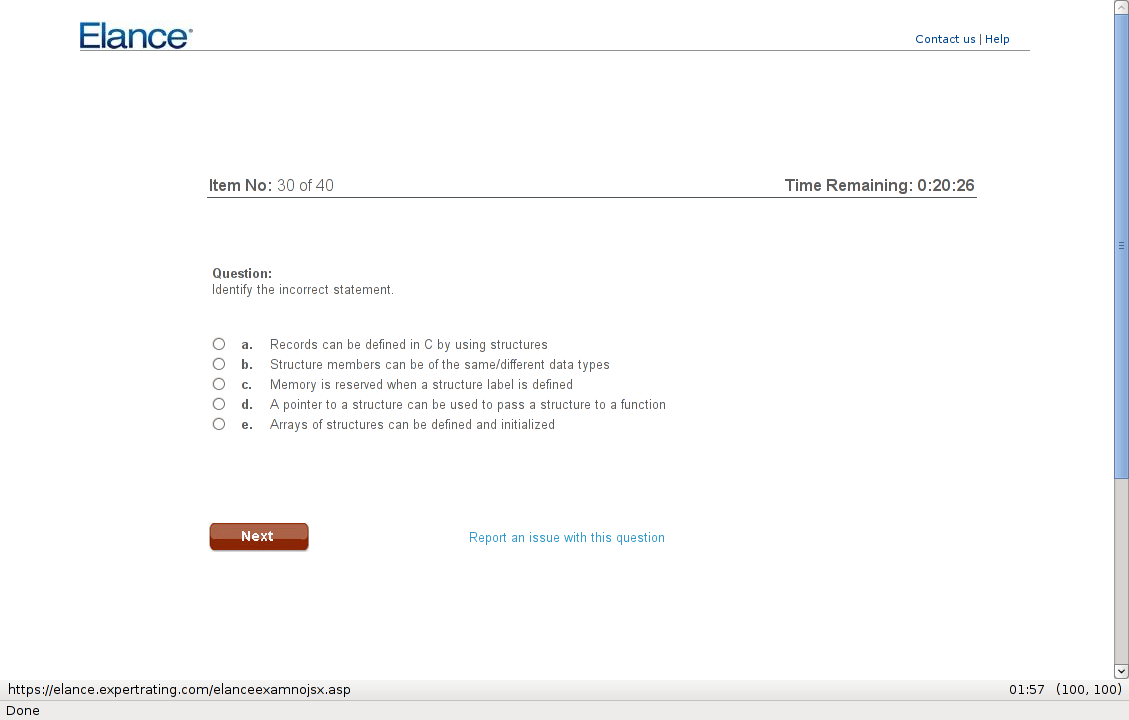 Elance®
Contact us | Help
Item No: 30 of 40 Time Remaining: 0:20:26
Question:
Identify the incorrect statement.
a. Records can be defined in C by using structures
b. Structure members can be of the same/different data types
c. Memory is reserved when a structure label is defined
d. A pointer to a structure can be used to pass a structure to a function
e. Arrays of structures can be defined and initialized
Next Report an issue with this question
https://elance.expertrating.com/elanceexamnojsx.asp 01:57 (100, 100)
Done